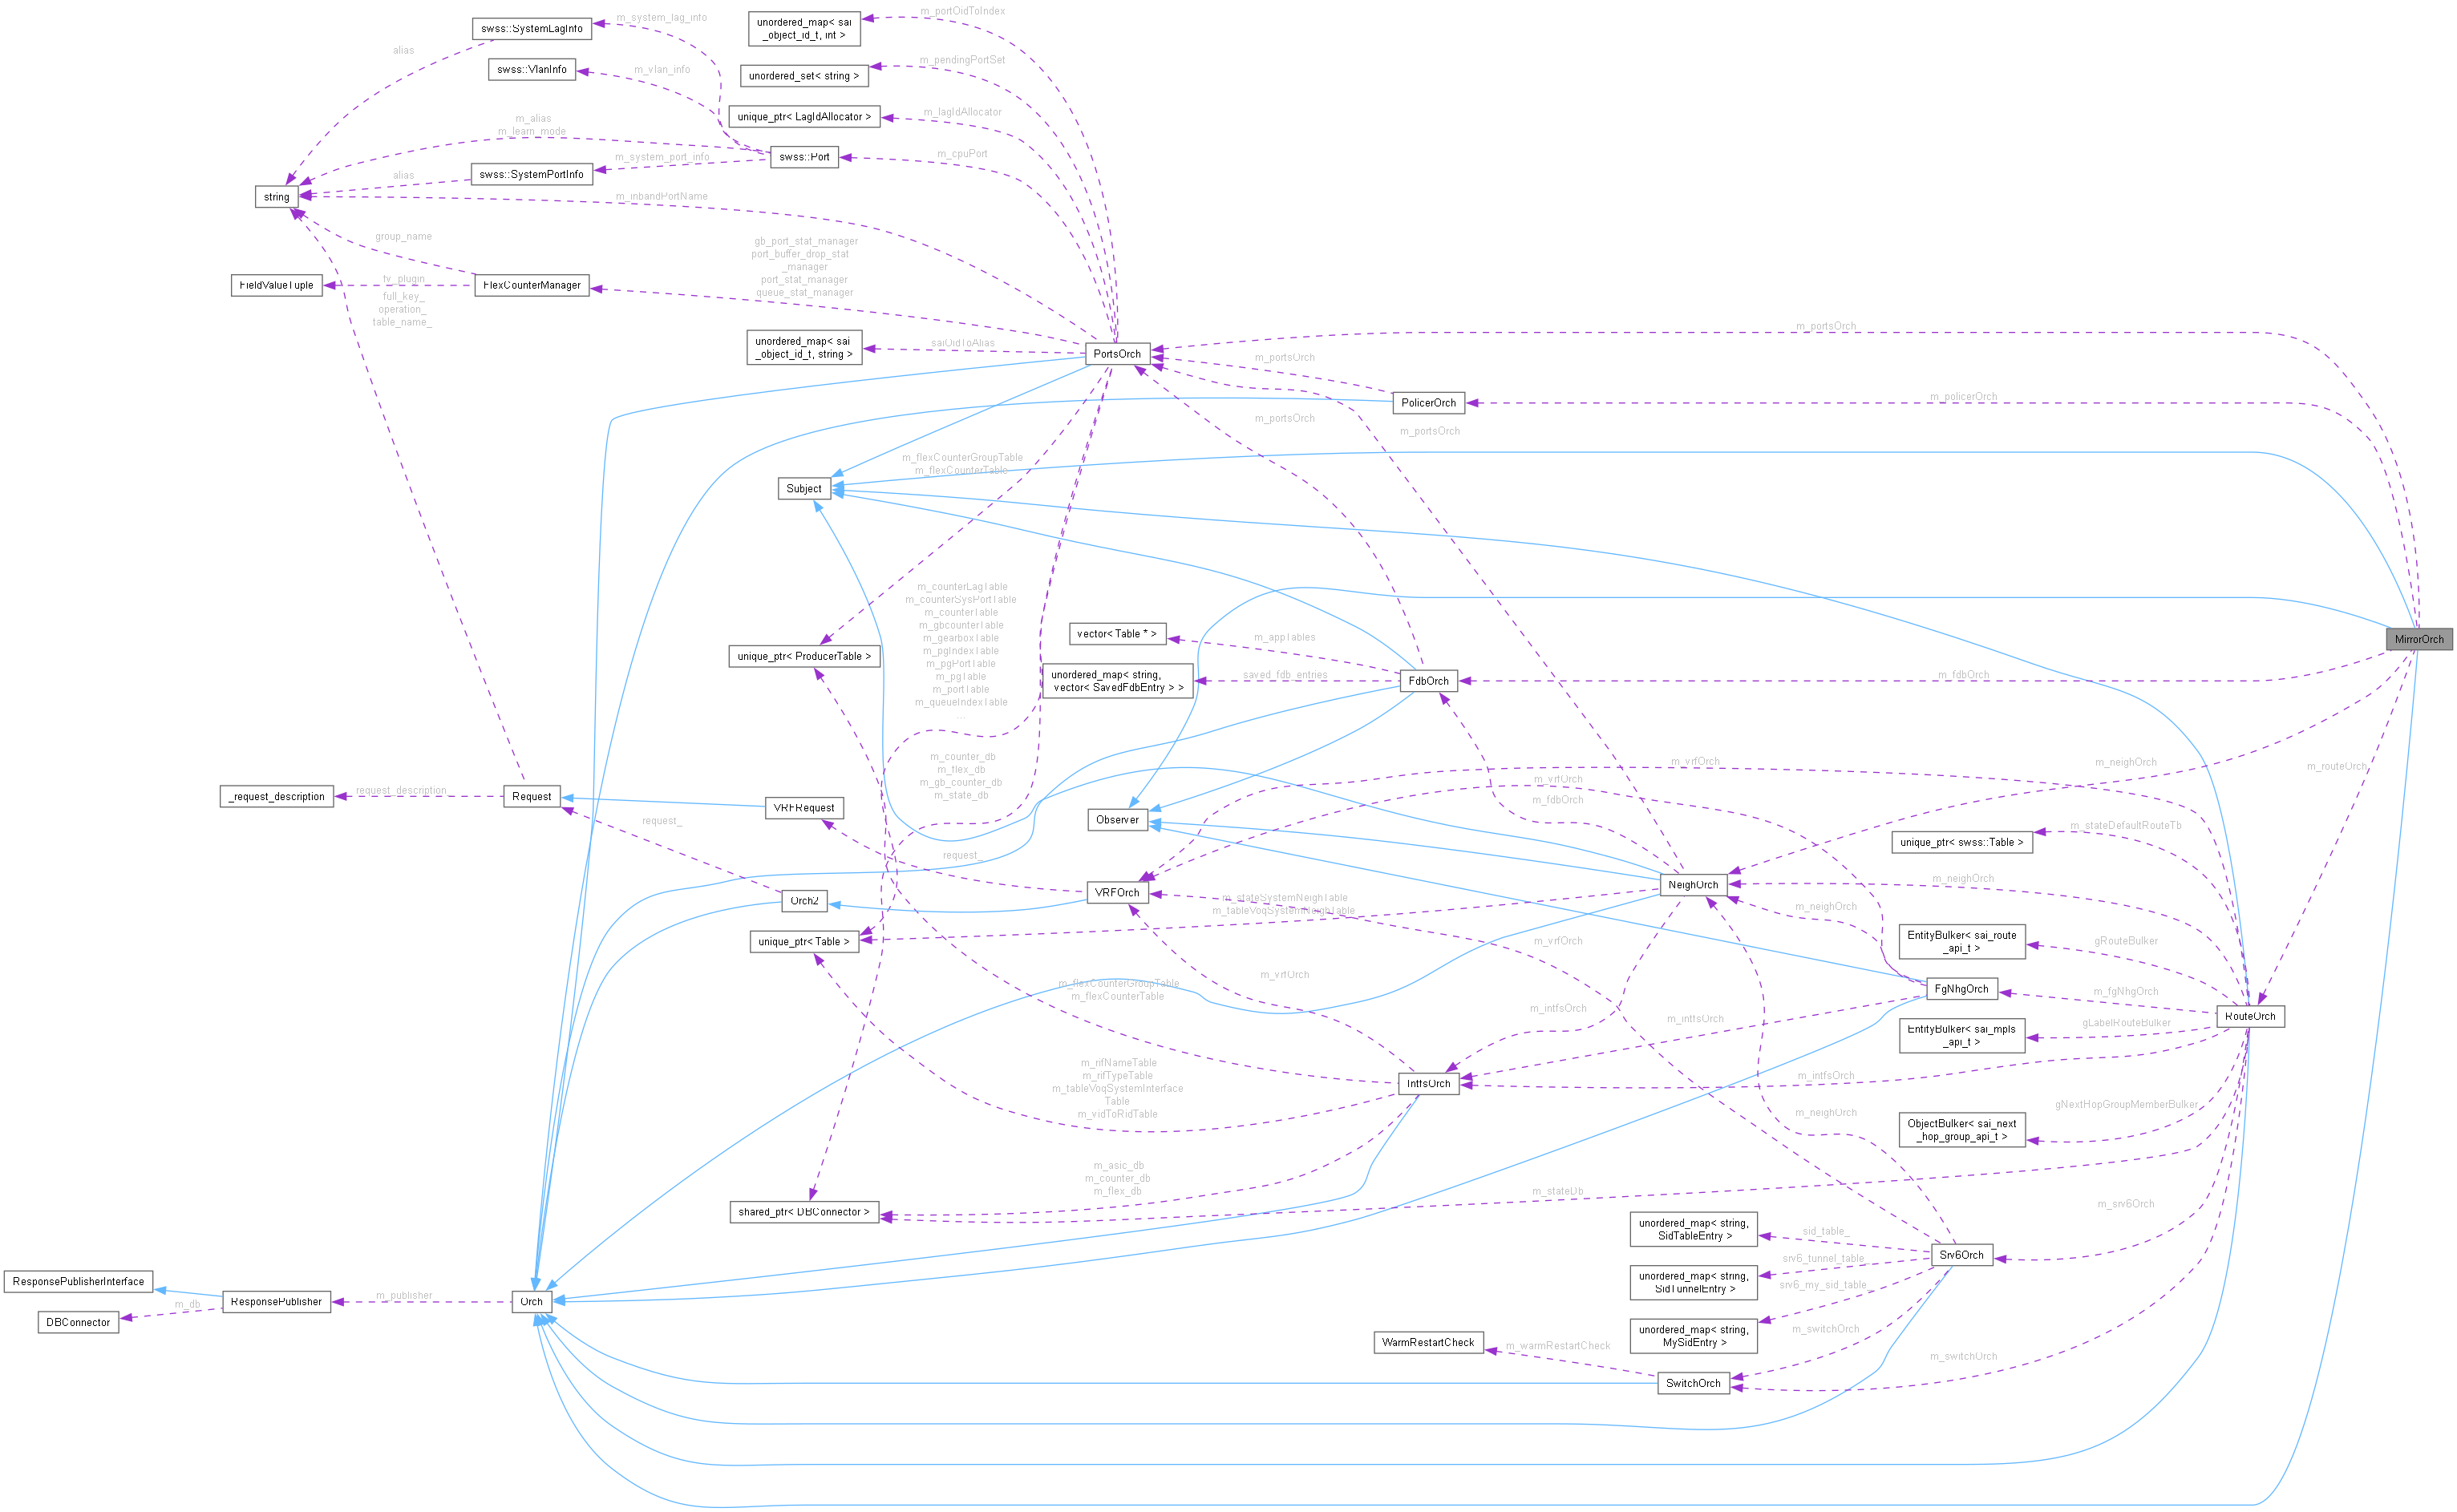 swss::SystemLagInfo
m_system_lag_info
unordered_map< sai
_object_id_t, int >
m_portOidToIndex
alias
swss::VlanInfo
m_vlan_info
unordered_set< string >
m_pendingPortSet
unique_ptr< LagIdAllocator >
m_lagIdAllocator
m_alias
m_learn_mode
swss::Port
m_cpuPort
m_system_port_info
swss::SystemPortInfo
alias
string
m_inbandPortName
group_name
gb_port_stat_manager
port_buffer_drop_stat
_manager
port_stat_manager
queue_stat_manager
FieldValueTuple
fv_plugin
FlexCounterManager
full_key_
operation_
table_name_
unordered_map< sai
_object_id_t, string >
saiOidToAlias
PortsOrch
m_portsOrch
m_portsOrch
PolicerOrch
m_policerOrch
m_portsOrch
m_portsOrch
m_flexCounterGroupTable
m_flexCounterTable
Subject
m_counterLagTable
m_counterSysPortTable
m_counterTable
m_gbcounterTable
m_gearboxTable
m_pgIndexTable
m_pgPortTable
m_pgTable
m_portTable
m_queueIndexTable
...
unique_ptr< ProducerTable >
vector< Table * >
m_appTables
unordered_map< string,
vector< SavedFdbEntry > >
saved_fdb_entries
FdbOrch
m_fdbOrch
MirrorOrch
m_counter_db
m_flex_db
m_gb_counter_db
m_state_db
m_vrfOrch
m_vrfOrch
m_neighOrch
m_routeOrch
_request_description
request_description
Request
VRFRequest
m_fdbOrch
request_
Observer
m_stateDefaultRouteTb
unique_ptr< swss::Table >
request_
VRFOrch
Orch2
NeighOrch
m_neighOrch
m_stateSystemNeighTable
m_tableVoqSystemNeighTable
m_neighOrch
unique_ptr< Table >
EntityBulker< sai_route
_api_t >
gRouteBulker
m_vrfOrch
m_vrfOrch
m_flexCounterGroupTable
m_flexCounterTable
FgNhgOrch
m_fgNhgOrch
m_intfsOrch
m_intfsOrch
RouteOrch
EntityBulker< sai_mpls
_api_t >
gLabelRouteBulker
m_rifNameTable
m_rifTypeTable
m_tableVoqSystemInterface
Table
m_vidToRidTable
IntfsOrch
m_intfsOrch
m_neighOrch
gNextHopGroupMemberBulker
ObjectBulker< sai_next
_hop_group_api_t >
m_asic_db
m_counter_db
m_flex_db
m_stateDb
m_srv6Orch
shared_ptr< DBConnector >
unordered_map< string,
SidTableEntry >
sid_table_
Srv6Orch
unordered_map< string,
SidTunnelEntry >
srv6_tunnel_table_
srv6_my_sid_table_
unordered_map< string,
MySidEntry >
ResponsePublisherInterface
m_db
ResponsePublisher
m_publisher
Orch
DBConnector
m_switchOrch
WarmRestartCheck
m_warmRestartCheck
m_switchOrch
SwitchOrch